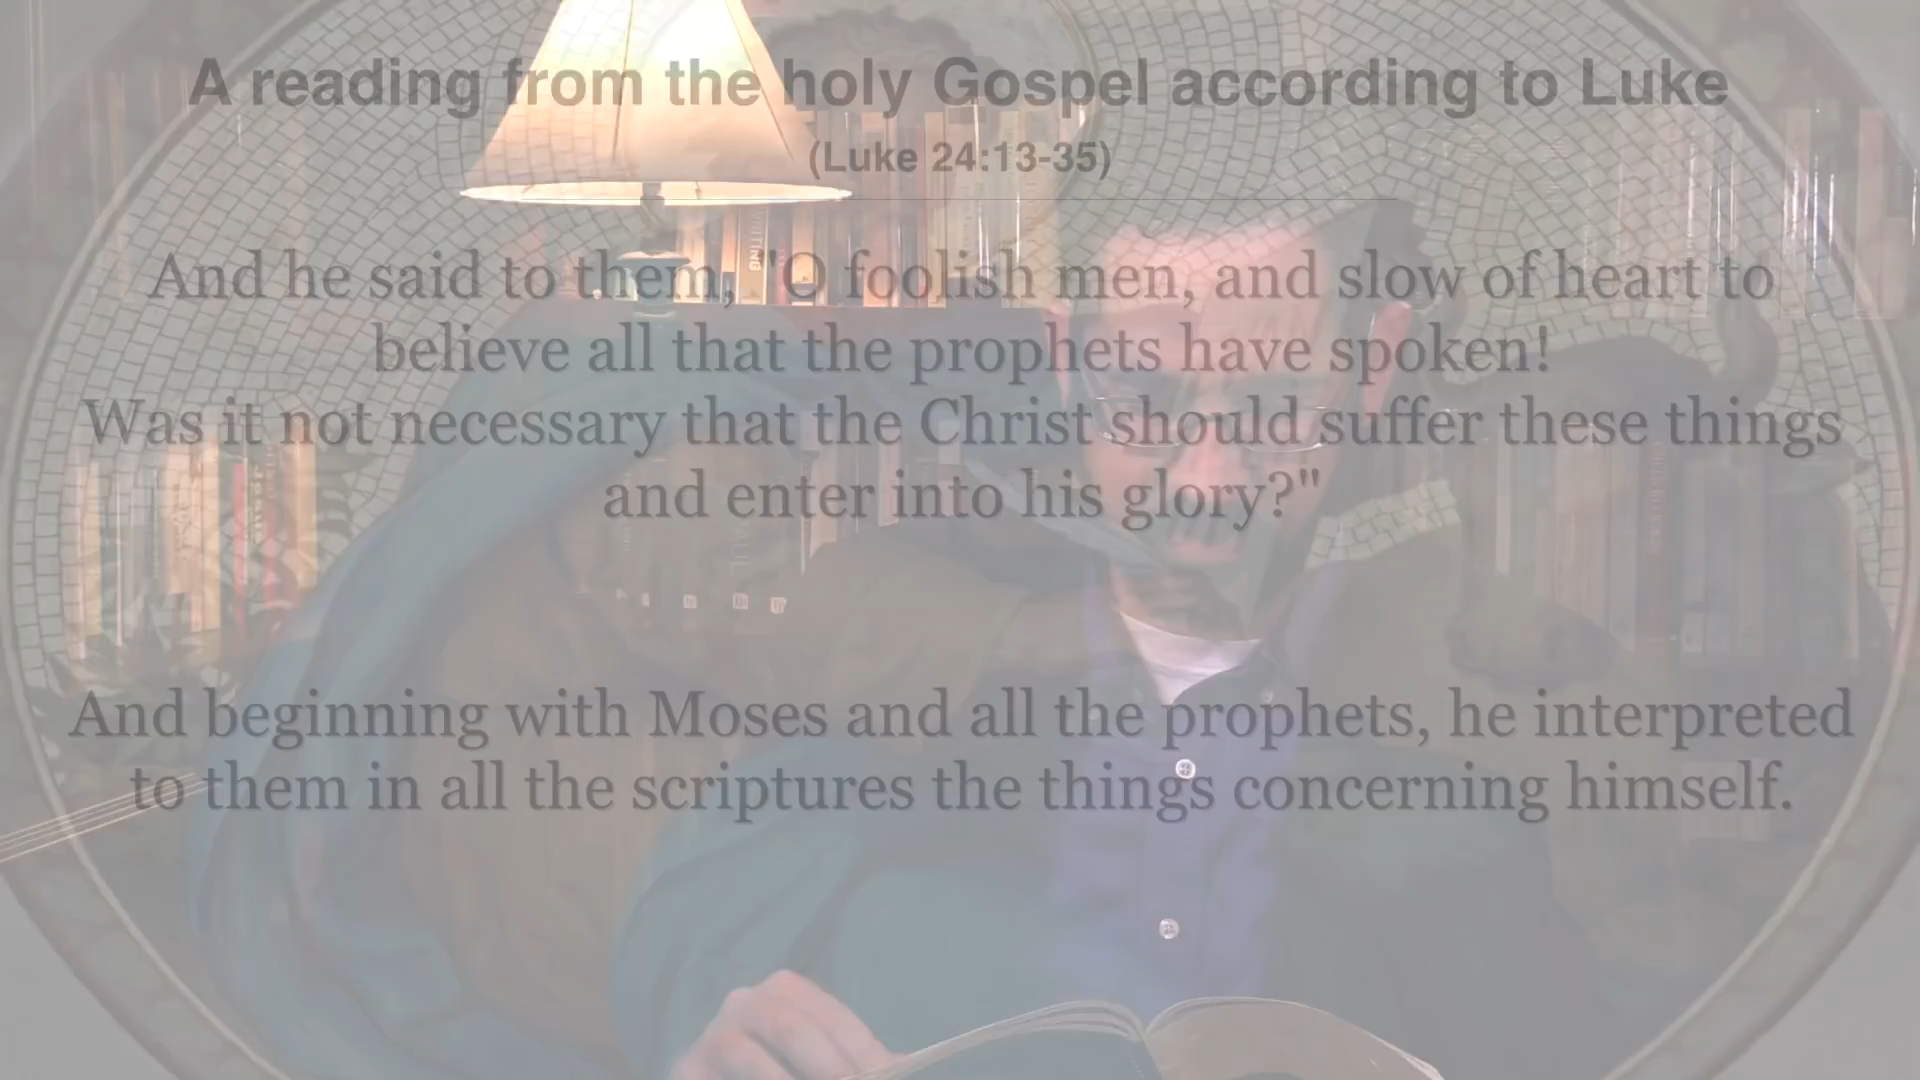 A reading from the holy Gospel according to Luke
(Luke 24:13-35)
And he said to them, "O foolish men, and slow of heart to
believe all that the prophets have spoken!
Was it not necessary that the Christ should suffer these things
and enter into his glory?"
And beginning with Moses and all the prophets, he interpreted
to them in all the scriptures the things concerning himself.
WRITING